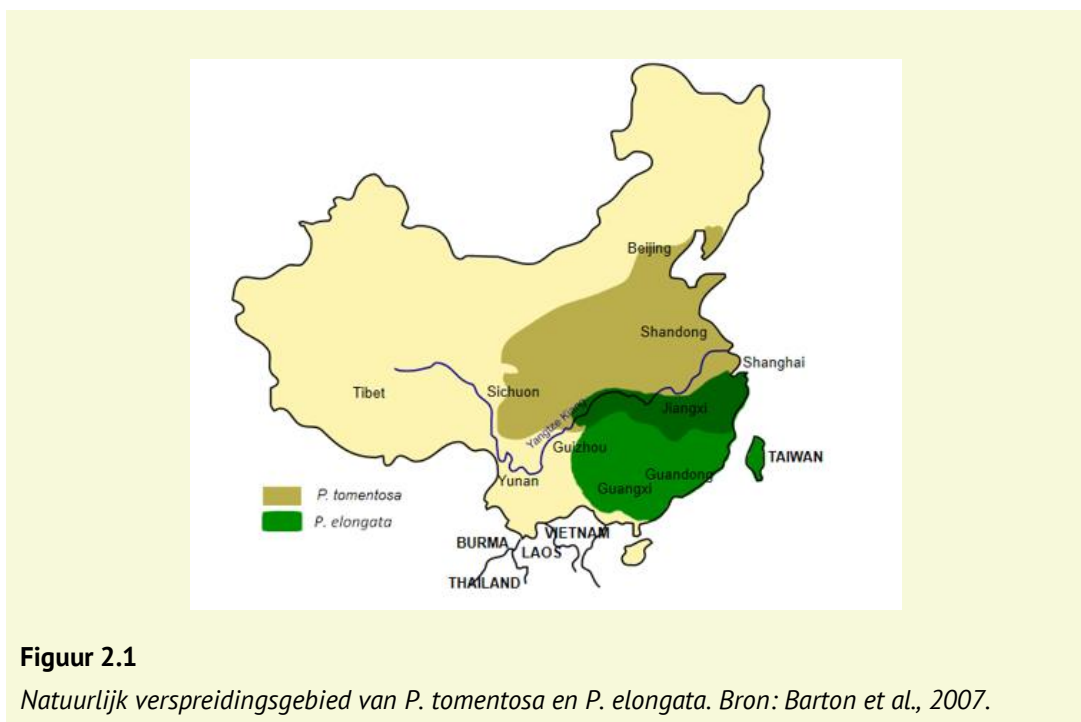 Beijing
Shandong
Shanghai
Tibet
Sichuon
Jiangxi
Yangtze Kiang
Guizhou
TAIWAN
Guandong
Yunan
Guangxi
P. tomentosa
P. elongata
VIETNAM
BURMA
LAOS
THAILAND
Figuur 2.1
Natuurlijk verspreidingsgebied van P. tomentosa en P. elongata. Bron: Barton et al., 2007.